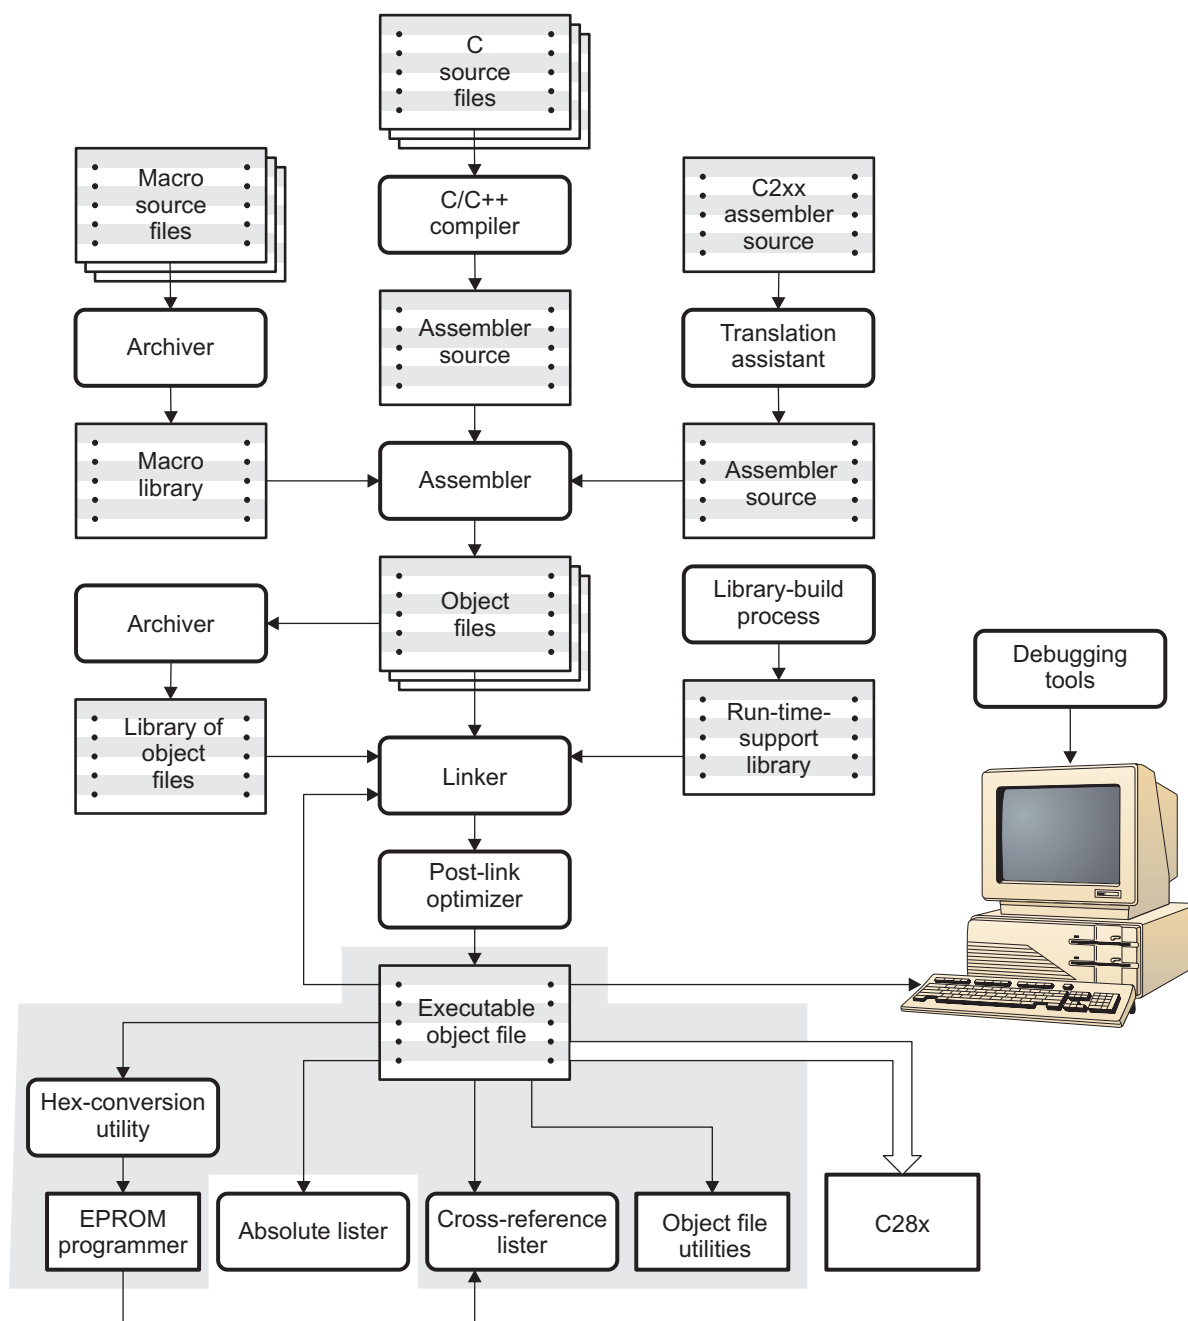 C
source
files
Macro
source
files
C/C++
compiler
C2xx
assembler
source
Archiver
Assembler
source
Translation
assistant
Macro
library
Assembler
Assembler
source
Archiver
Object
files
Library-build
process
Debugging
tools
Library of
object
files
Linker
Run-time-
support
library
Post-link
optimizer
Executable
object file
Hex-conversion
utility
EPROM
programmer
Absolute lister
Cross-reference
lister
Object file
utilities
C28x